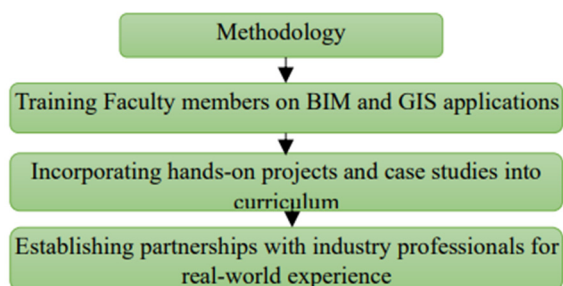 Methodology
Training Faculty members on BIM and GIS applications
Incorporating hands-on projects and case studies into
curriculum
Establishing partnerships with industry professionals for
real-world experience